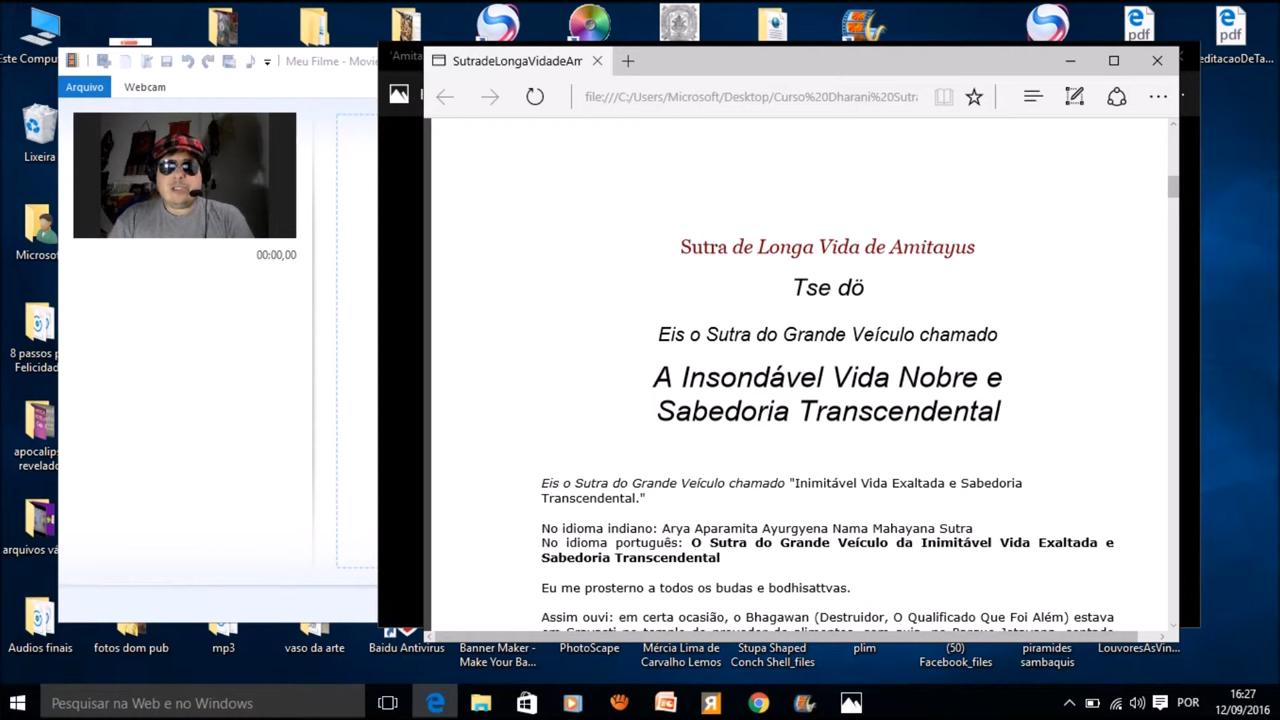 Este Compu
Lixeira
Microso
8 passos p
Felicidad
apocalip
revelado
arquivos vá
Audios finais
Meu Filme - Movie
Arquivo
Webcam
00:00,00
'Amita
SutradeLongaVidadeAm
file:///C:/Users/Microsoft/Desktop/Curso%20Dharani%20Sutra
Sutra de Longa Vida de Amitayus
Tse dö
Eis o Sutra do Grande Veículo chamado
A Insondável Vida Nobre e
Sabedoria Transcendental
Eis o Sutra do Grande Veículo chamado "Inimitável Vida Exaltada e Sabedoria
Transcendental."
No idioma indiano: Arya Aparamita Ayurgyena Nama Mahayana Sutra
No idioma português: O Sutra do Grande Veículo da Inimitável Vida Exaltada e
Sabedoria Transcendental
Eu me prosterno a todos os budas e bodhisattvas.
Assim ouvi: em certa ocasião, o Bhagawan (Destruidor, O Qualificado Que Foi Além) estava
pdf
pdf
editacaoDeTa...
fotos dom pub
mp3
vaso da arte
Baidu Antivirus
Banner Maker -
Make Your Ba...
PhotoScape
Mércia Lima de
Carvalho Lemos
Stupa Shaped
Conch Shell_files
plim
(50)
Facebook_files
piramides
sambaquis
LouvoresAsVin...
Pesquisar na Web e no Windows
POR
16:27
12/09/2016